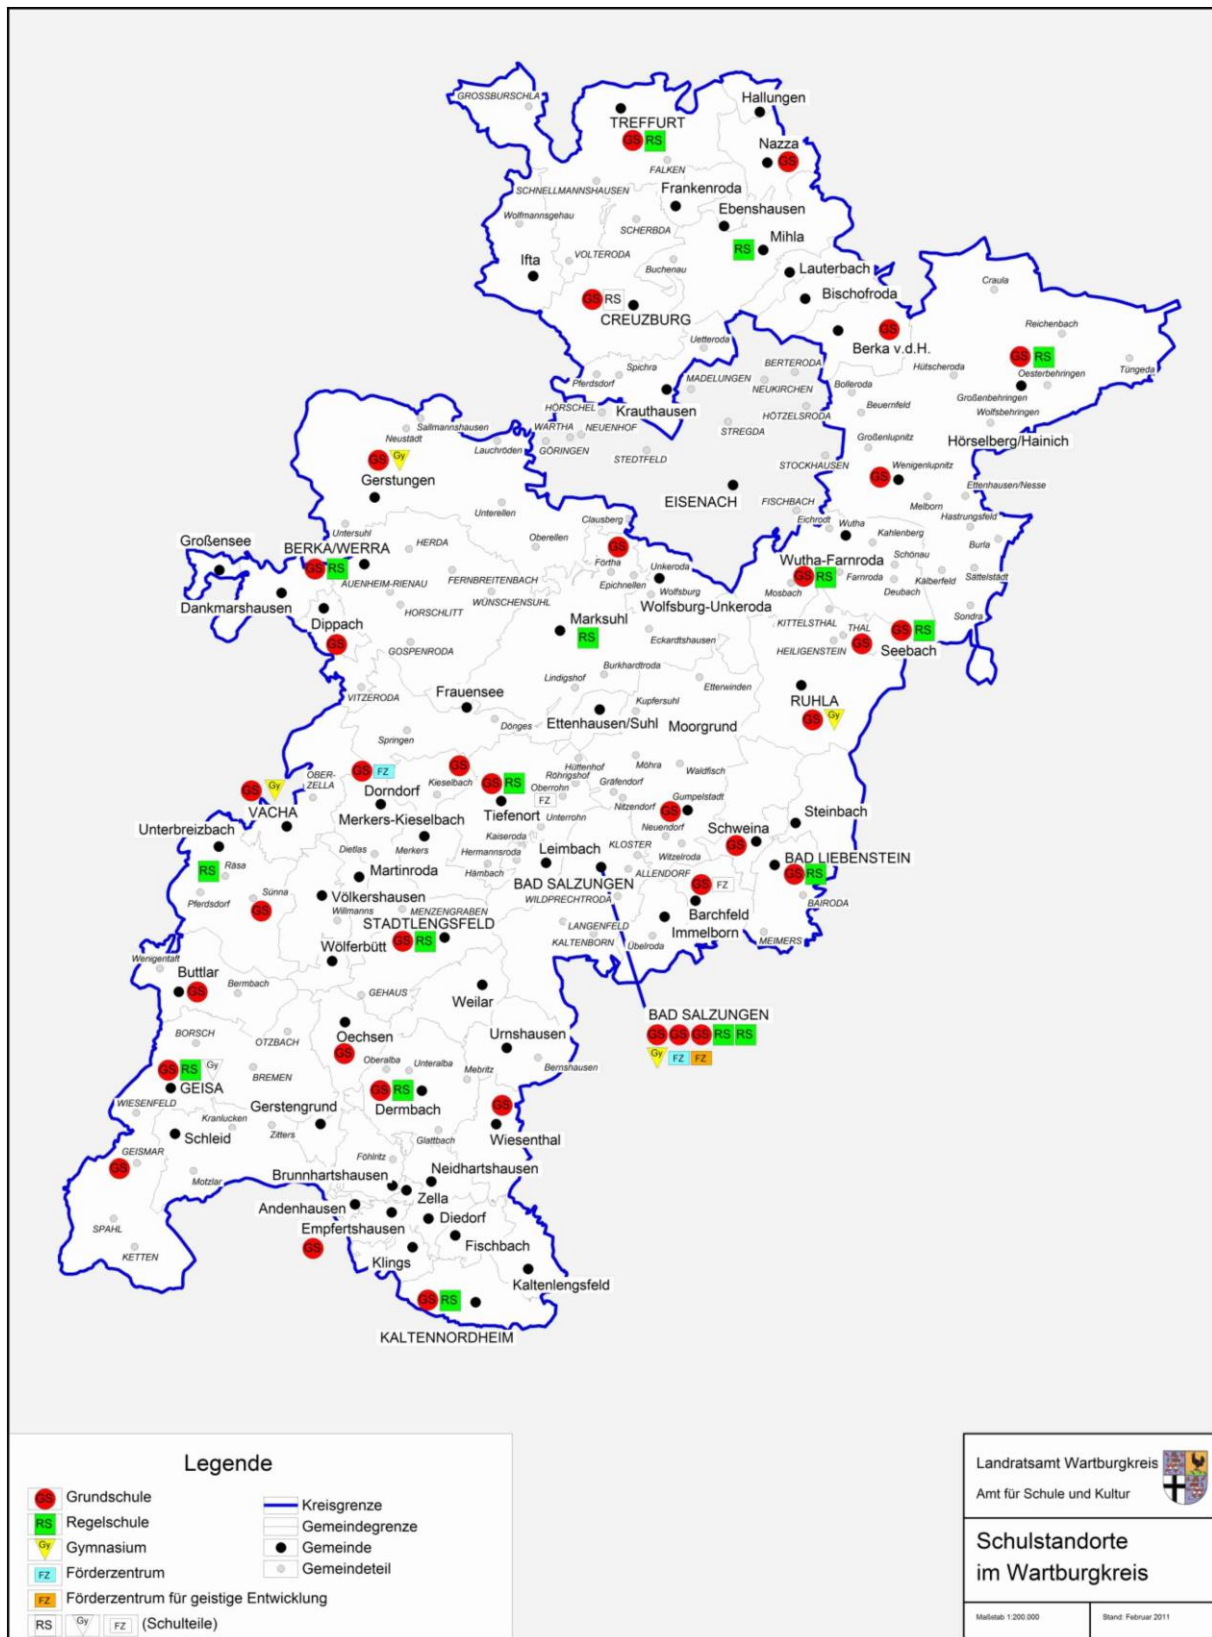 GROSSBURSCHLA
Hallungen
TREFFURT
GS RS
Nazza
GS
FALKEN
SCHNELLMANNSHAUSEN
Frankenroda
Ebenshausen
Wolfmannsgehau
SCHERBDA
Mihla
RS
VOLTERODA
Ifta
Buchenau
Lauterbach
Bischofroda
Craula
GS RS
CREUZBURG
Reichenbach
GS
Berka v.d.H.
Uetteroda
GS RS
BERTERODA
Oesterbehringen
Tüngeda
Spichra
Pferdsdorf
MADELUNGEN
NEUKIRCHEN
Bolleroda
Hütscheroda
Großenbehringen
Krauthausen
HÖRSCHEL
HÖTZELSRODA
Beuernfeld
Wolfsbehringen
WARTHA
NEUENHOF
STREGDA
Hörselberg/Hainich
Sallmannshausen
Neustädt
Lauchröden
GÖRINGEN
STEDTFELD
Großenlupnitz
GS Gy
Gerstungen
STOCKHAUSEN
GS
Wenigenlupnitz
EISENACH
Ettenhausen/Nesse
Melborn
Unterellen
FISCHBACH
Hastrungsfeld
Clausberg
Eichrodt
Wutha
Untersuhl
HERDA
Oberellen
Kahlenberg
Burla
Großensee
BERKA/WERRA
GS RS
GS
Förtha
Unkeroda
Wutha-Farnroda
GS RS
Schönau
AUENHEIM-RIENAU
FERNBREITENBACH
Epichnellen
Mosbach
Farnroda
Kälberfeld
Sättelstädt
Dankmarshausen
WÜNSCHENSUHL
Wolfsburg
Wolfsburg-Unkeroda
Deubach
Dippach
HORSCHLITT
Marksuhl
RS
KITTELSTHAL
Sondra
GS
Eckardtshausen
THAL
GS
GS RS
Seebach
GOSPENRODA
HEILIGENSTEIN
Burkhardtroda
Lindigshof
Etterwinden
VITZERODA
Frauensee
RUHLA
GS Gy
Kupfersuhl
Ettenhausen/Suhl
Dönges
Moorgrund
Springen
Möhra
Hüttenhof
Waldfisch
OBER-
ZELLA
GS FZ
Dorndorf
GS
Kieselbach
GS RS
Tiefenort
Röhrigshof
Oberrohn
FZ
Gräfendorf
GS Gy
VACHA
Nitzendorf
Gumpelstadt
GS
Steinbach
Merkers-Kieselbach
Unterrohn
Unterbreizbach
Kaiseroda
Neuendorf
Schweina
GS
Dietlas
Merkers
Hermannsroda
Leimbach
KLOSTER
Witzelroda
BAD LIEBENSTEIN
GS RS
RS
Räsa
Martinroda
Hämbach
ALLENDORF
BAD SALZUNGEN
GS FZ
Pferdsdorf
Sünna
GS
Völkershausen
WILDPRECHTRODA
Barchfeld
BAIRODA
Willmanns
MENZENGRABEN
LANGENFELD
Immelborn
STADTLENGSFELD
GS RS
KALTENBORN
Übelroda
MEIMERS
Wölferbütt
Wenigentaft
Buttlar
GS
Bermbach
GEHAUS
Weilar
BAD SALZUNGEN
GS GS GS RS RS
Gy FZ FZ
Oechsen
GS
Urnshausen
BORSCH
OTZBACH
Bernshausen
GS RS Gy
GEISA
BREMEN
Oberalba
Unteralba
Mebritz
GS RS
Dermbach
GS
Wiesenthal
WIESENFELD
Gerstengrund
Kranlucken
Zitters
Schleid
Glattbach
GEISMAR
GS
Motzlar
Föhlritz
Brunnhartshausen
Neidhartshausen
Zella
Andenhausen
Diedorf
SPAHL
KETTEN
Empfertshausen
GS
Fischbach
Klings
Kaltenlengsfeld
GS RS
KALTENNORDHEIM
Legende
GS Grundschule
RS Regelschule
Gy Gymnasium
FZ Förderzentrum
FZ Förderzentrum für geistige Entwicklung
RS Gy FZ (Schulteile)
Kreisgrenze
Gemeindegrenze
Gemeinde
Gemeindeteil
Landratsamt Wartburgkreis
Amt für Schule und Kultur
Schulstandorte
im Wartburgkreis
Maßstab 1:200.000
Stand: Februar 2011